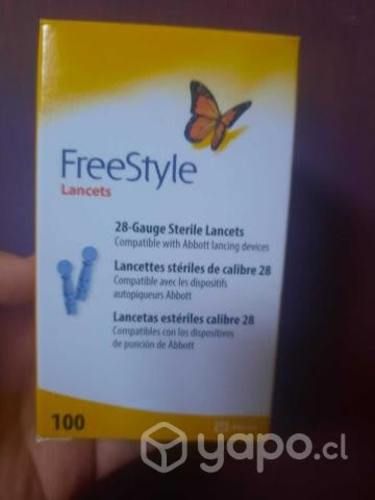 FreeStyle
Lancets
28-Gauge Sterile Lancets
Compatible with Abbott lancing devices
Lancettes stériles de calibre 28
Compatible avec les dispositifs
autopiqueurs Abbott
Lancetas estériles calibre 28
Compatibles con los dispositivos
de punción de Abbott
100
yapo.cl